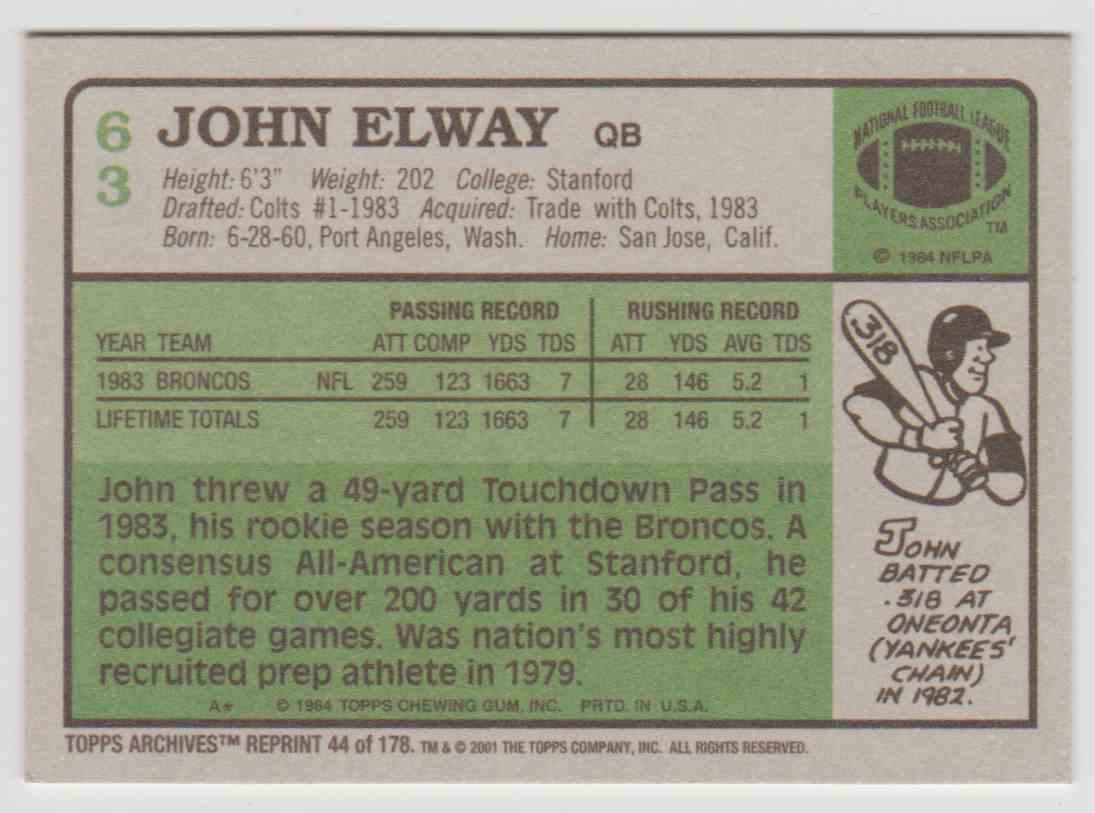 63
JOHN ELWAY QB
Height: 6'3" Weight: 202 College: Stanford
Drafted: Colts #1-1983 Acquired: Trade with Colts, 1983
Born: 6-28-60, Port Angeles, Wash. Home: San Jose, Calif.
NATIONAL FOOTBALL LEAGUE
PLAYERS ASSOCIATION
TM
© 1984 NFLPA
PASSING RECORD RUSHING RECORD
YEAR TEAM ATT COMP YDS TDS ATT YDS AVG TDS
1983 BRONCOS NFL 259 123 1663 7 28 146 5.2 1
LIFETIME TOTALS 259 123 1663 7 28 146 5.2 1
John threw a 49-yard Touchdown Pass in
1983, his rookie season with the Broncos. A
consensus All-American at Stanford, he
passed for over 200 yards in 30 of his 42
collegiate games. Was nation's most highly
recruited prep athlete in 1979.
A* © 1984 TOPPS CHEWING GUM, INC. PRTD. IN U.S.A.
.318
S
JOHN
BATTED
.318 AT
ONEONTA
(YANKEES'
CHAIN)
IN 1982.
TOPPS ARCHIVES™ REPRINT 44 of 178. TM & © 2001 THE TOPPS COMPANY, INC. ALL RIGHTS RESERVED.